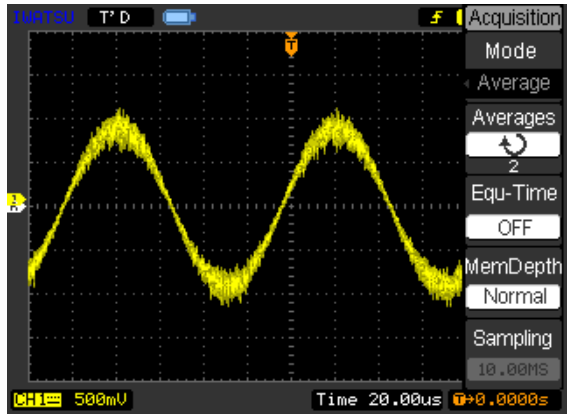 IWATSU T'D
Acquisition
Mode
Average
Averages
2
Equ-Time
OFF
MemDepth
Normal
Sampling
10.00MS
T
1
CH1 500mV Time 20.00us T→0.0000s